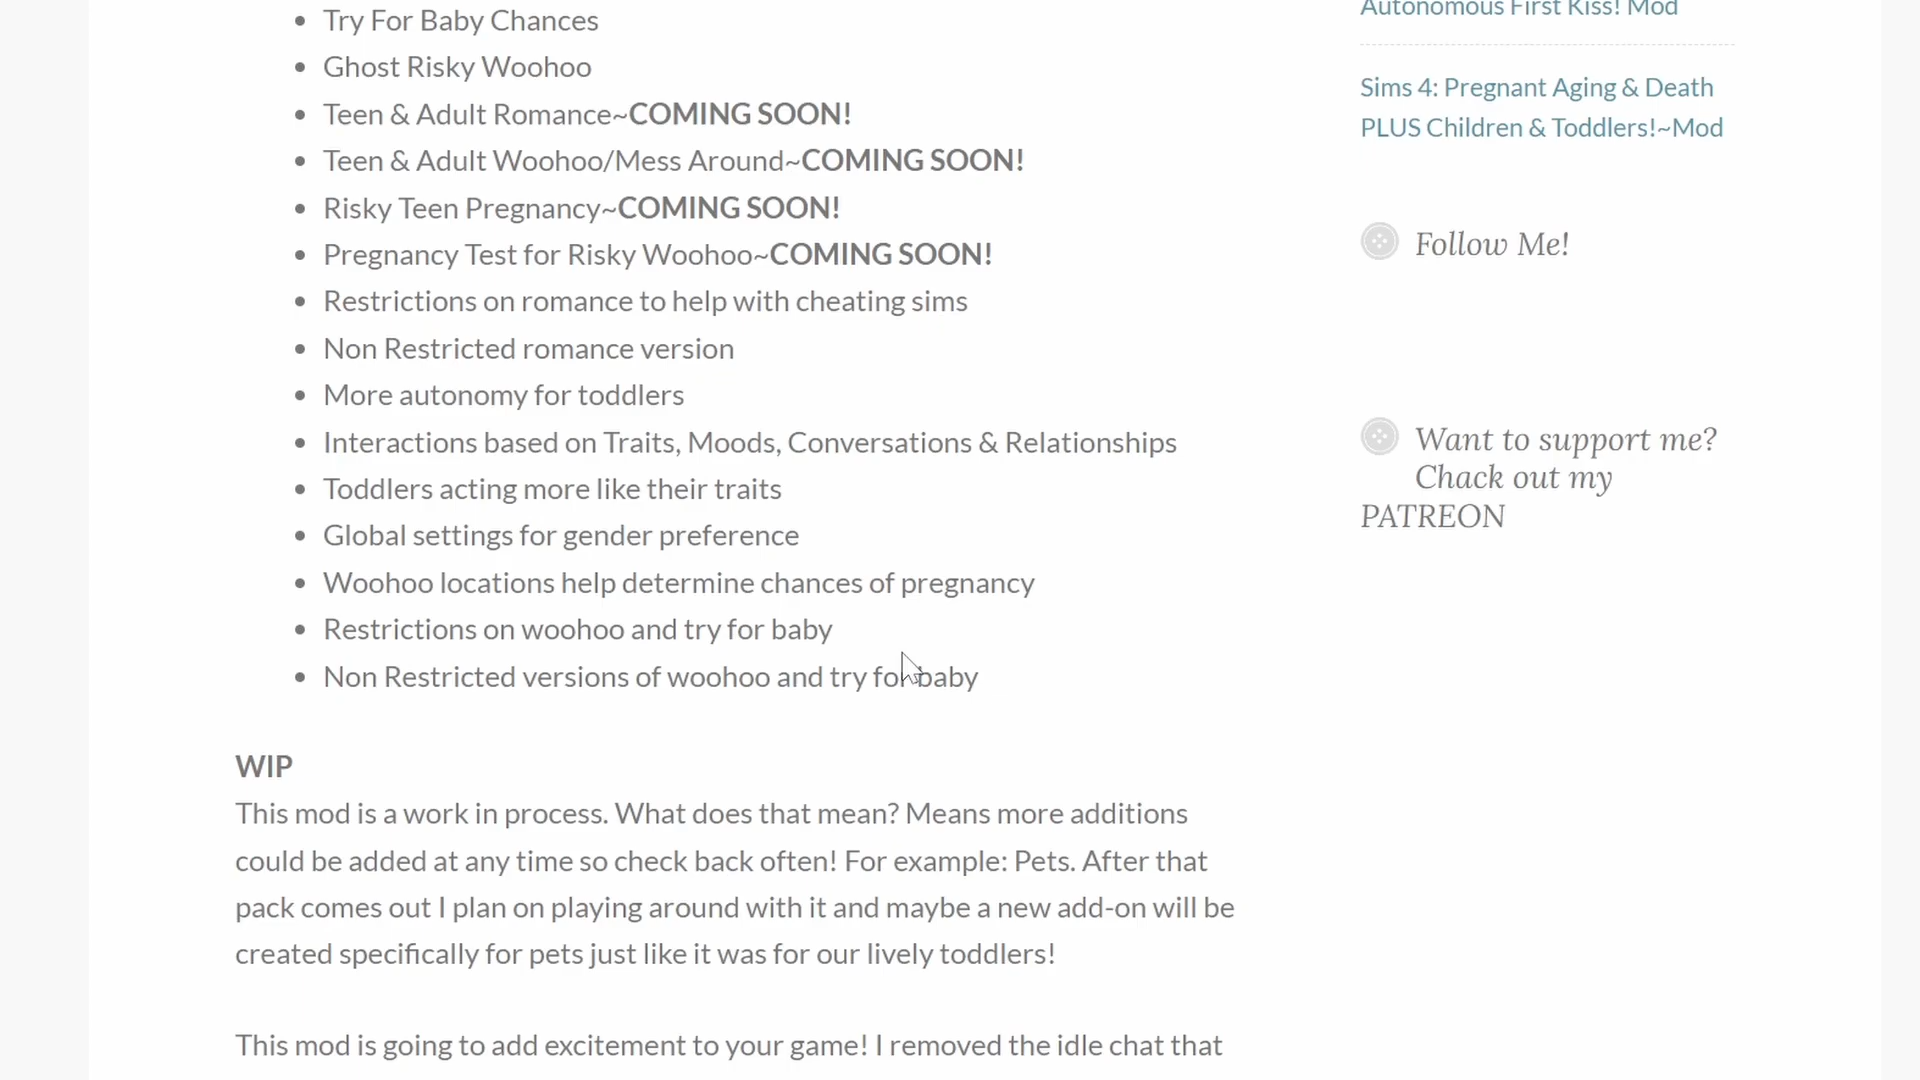 Try For Baby Chances
Ghost Risky Woohoo
Teen & Adult Romance~COMING SOON!
Teen & Adult Woohoo/Mess Around~COMING SOON!
Risky Teen Pregnancy~COMING SOON!
Pregnancy Test for Risky Woohoo~COMING SOON!
Restrictions on romance to help with cheating sims
Non Restricted romance version
More autonomy for toddlers
Interactions based on Traits, Moods, Conversations & Relationships
Toddlers acting more like their traits
Global settings for gender preference
Woohoo locations help determine chances of pregnancy
Restrictions on woohoo and try for baby
Non Restricted versions of woohoo and try for baby
WIP
This mod is a work in process. What does that mean? Means more additions
could be added at any time so check back often! For example: Pets. After that
pack comes out I plan on playing around with it and maybe a new add-on will be
created specifically for pets just like it was for our lively toddlers!
This mod is going to add excitement to your game! I removed the idle chat that
Autonomous First Kiss! Mod
Sims 4: Pregnant Aging & Death
PLUS Children & Toddlers!~Mod
Follow Me!
Want to support me?
Chack out my
PATREON